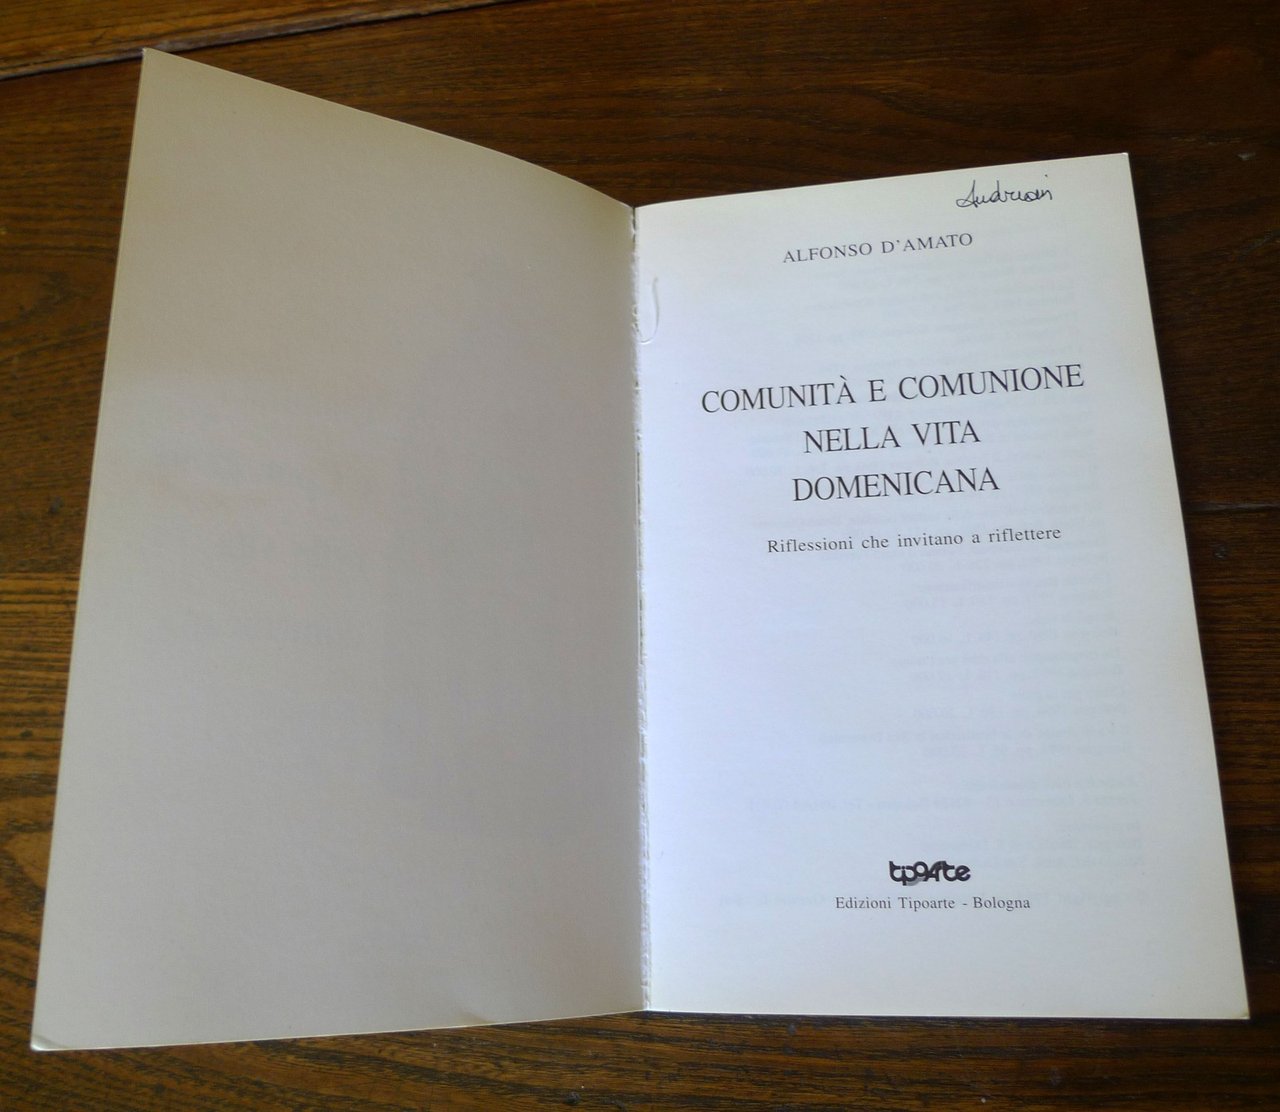 Andreoni
ALFONSO D'AMATO
COMUNITÀ E COMUNIONE
NELLA VITA
DOMENICANA
Riflessioni che invitano a riflettere
tipoArte
Edizioni Tipoarte - Bologna